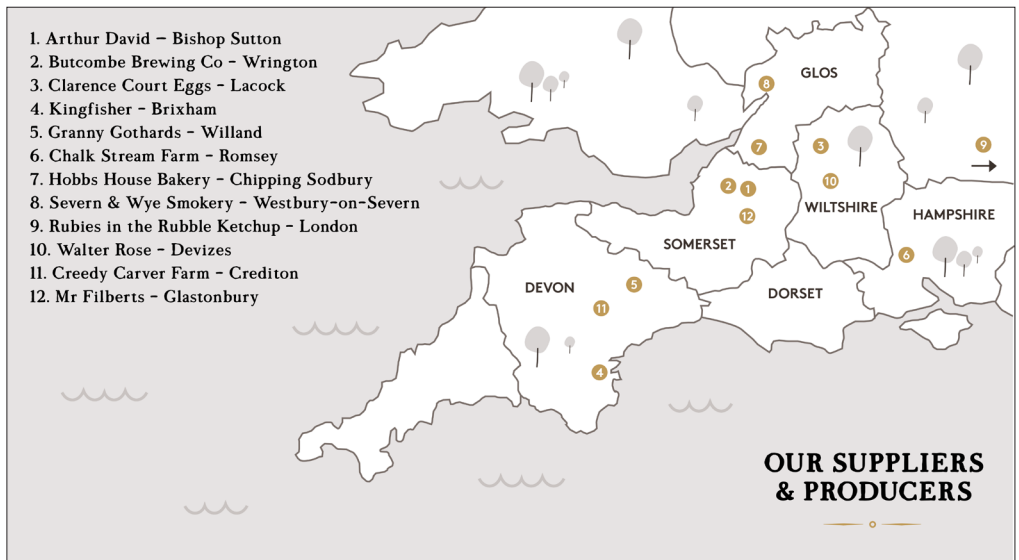 1. Arthur David – Bishop Sutton
2. Butcombe Brewing Co – Wrington
3. Clarence Court Eggs – Lacock
4. Kingfisher – Brixham
5. Granny Gothards – Willand
6. Chalk Stream Farm – Romsey
7. Hobbs House Bakery – Chipping Sodbury
8. Severn & Wye Smokery – Westbury-on-Severn
9. Rubies in the Rubble Ketchup – London
10. Walter Rose – Devizes
11. Creedy Carver Farm – Crediton
12. Mr Filberts – Glastonbury
GLOS
8
7
3
9
10
2
1
12
WILTSHIRE
HAMPSHIRE
SOMERSET
6
DEVON
5
DORSET
11
4
OUR SUPPLIERS
& PRODUCERS